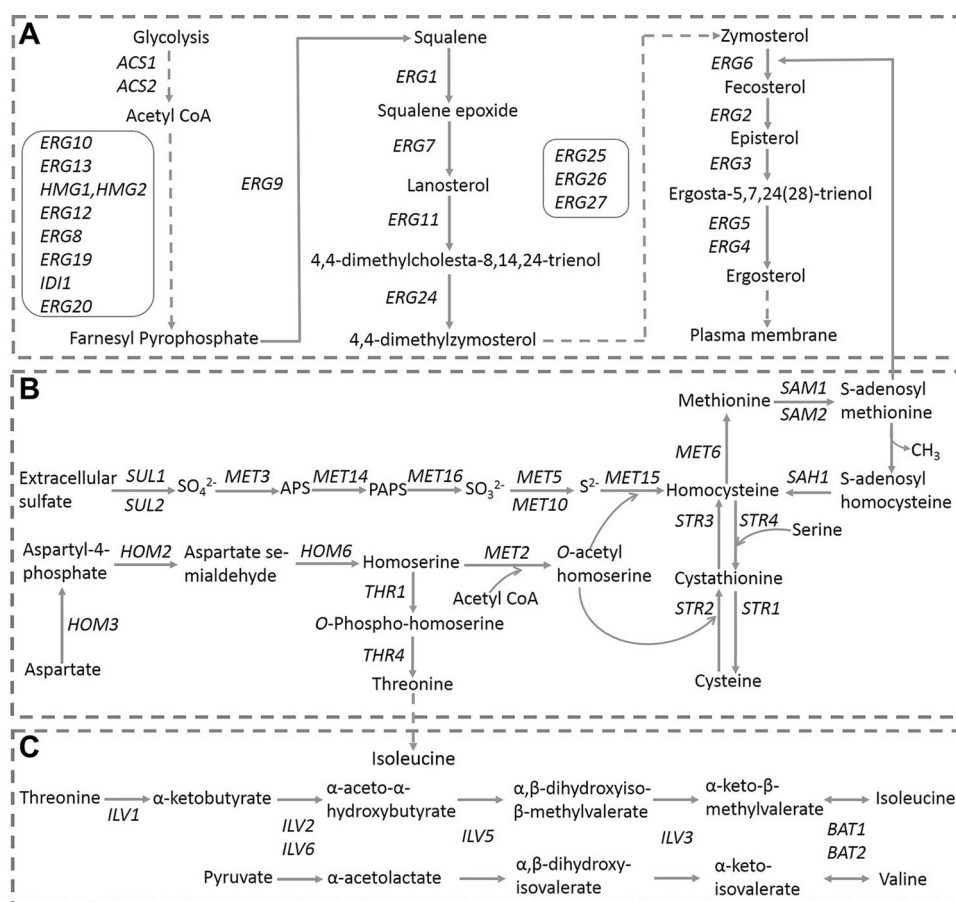 A
Glycolysis
ACS1
ACS2
Acetyl CoA
ERG10
ERG13
HMG1,HMG2
ERG12
ERG8
ERG19
IDI1
ERG20
Farnesyl Pyrophosphate
ERG9
Squalene
ERG1
Squalene epoxide
ERG7
Lanosterol
ERG11
4,4-dimethylcholesta-8,14,24-trienol
ERG24
4,4-dimethylzymosterol
ERG25
ERG26
ERG27
Zymosterol
ERG6
Fecosterol
ERG2
Episterol
ERG3
Ergosta-5,7,24(28)-trienol
ERG5
ERG4
Ergosterol
Plasma membrane
B
Methionine
SAM1
SAM2
S-adenosyl
methionine
CH3
MET6
Extracellular
sulfate
SUL1
SUL2
SO4²⁻
MET3
APS
MET14
PAPS
MET16
SO3²⁻
MET5
MET10
S²⁻
MET15
Homocysteine
SAH1
S-adenosyl
homocysteine
STR3
STR4
Serine
Aspartyl-4-
phosphate
HOM2
Aspartate se-
mialdehyde
HOM6
Homoserine
MET2
Acetyl CoA
O-acetyl
homoserine
Cystathionine
THR1
HOM3
O-Phospho-homoserine
STR2
STR1
THR4
Aspartate
Threonine
Cysteine
C
Isoleucine
Threonine
ILV1
α-ketobutyrate
ILV2
ILV6
α-aceto-α-
hydroxybutyrate
ILV5
α,β-dihydroxyiso-
β-methylvalerate
ILV3
α-keto-β-
methylvalerate
BAT1
BAT2
Isoleucine
Pyruvate
α-acetolactate
α,β-dihydroxy-
isovalerate
α-keto-
isovalerate
Valine